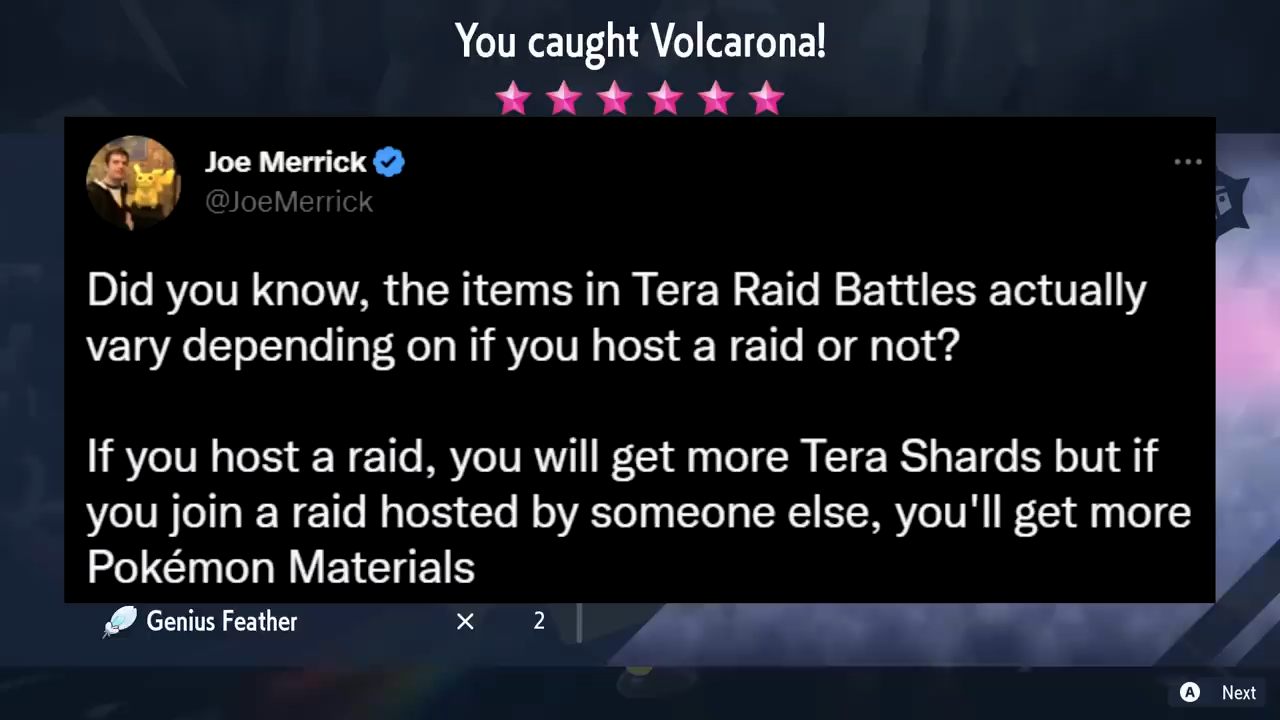 You caught Volcarona!
Joe Merrick
@JoeMerrick
Did you know, the items in Tera Raid Battles actually
vary depending on if you host a raid or not?
If you host a raid, you will get more Tera Shards but if
you join a raid hosted by someone else, you'll get more
Pokémon Materials
Genius Feather × 2
A Next